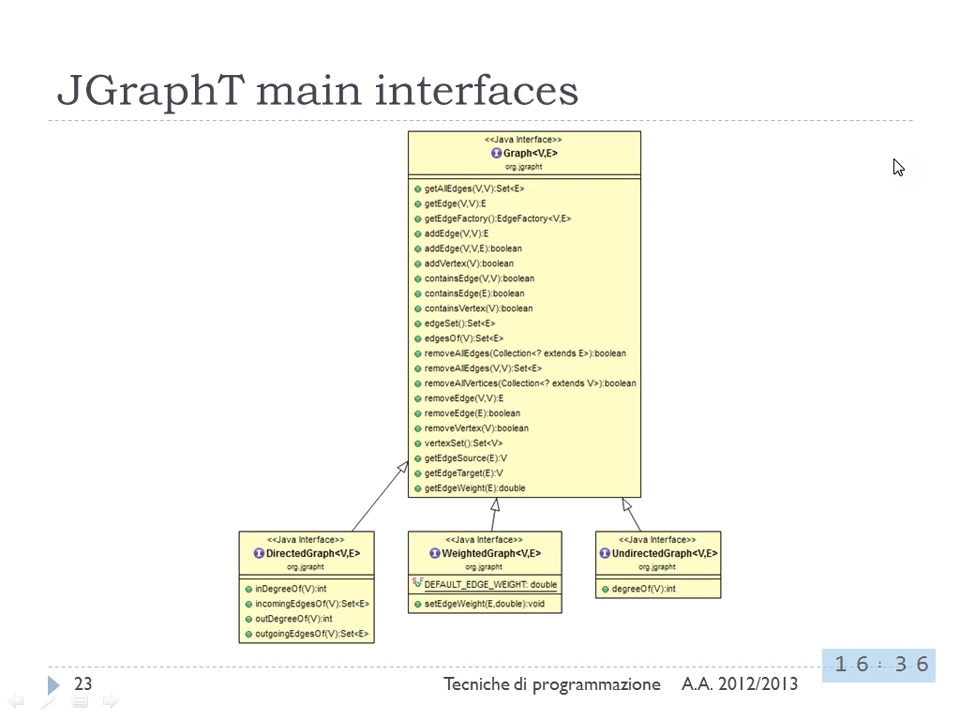 JGraphT main interfaces
<<Java Interface>>
Graph<V,E>
org.jgrapht
getAllEdges(V,V):Set<E>
getEdge(V,V):E
getEdgeFactory():EdgeFactory<V,E>
addEdge(V,V):E
addEdge(V,V,E):boolean
addVertex(V):boolean
containsEdge(V,V):boolean
containsEdge(E):boolean
containsVertex(V):boolean
edgeSet():Set<E>
edgesOf(V):Set<E>
removeAllEdges(Collection<? extends E>):boolean
removeAllEdges(V,V):Set<E>
removeAllVertices(Collection<? extends V>):boolean
removeEdge(V,V):E
removeEdge(E):boolean
removeVertex(V):boolean
vertexSet():Set<V>
getEdgeSource(E):V
getEdgeTarget(E):V
getEdgeWeight(E):double
<<Java Interface>>
DirectedGraph<V,E>
org.jgrapht
inDegreeOf(V):int
incomingEdgesOf(V):Set<E>
outDegreeOf(V):int
outgoingEdgesOf(V):Set<E>
<<Java Interface>>
WeightedGraph<V,E>
org.jgrapht
DEFAULT_EDGE_WEIGHT: double
setEdgeWeight(E,double):void
<<Java Interface>>
UndirectedGraph<V,E>
org.jgrapht
degreeOf(V):int
16:36
23
Tecniche di programmazione A.A. 2012/2013